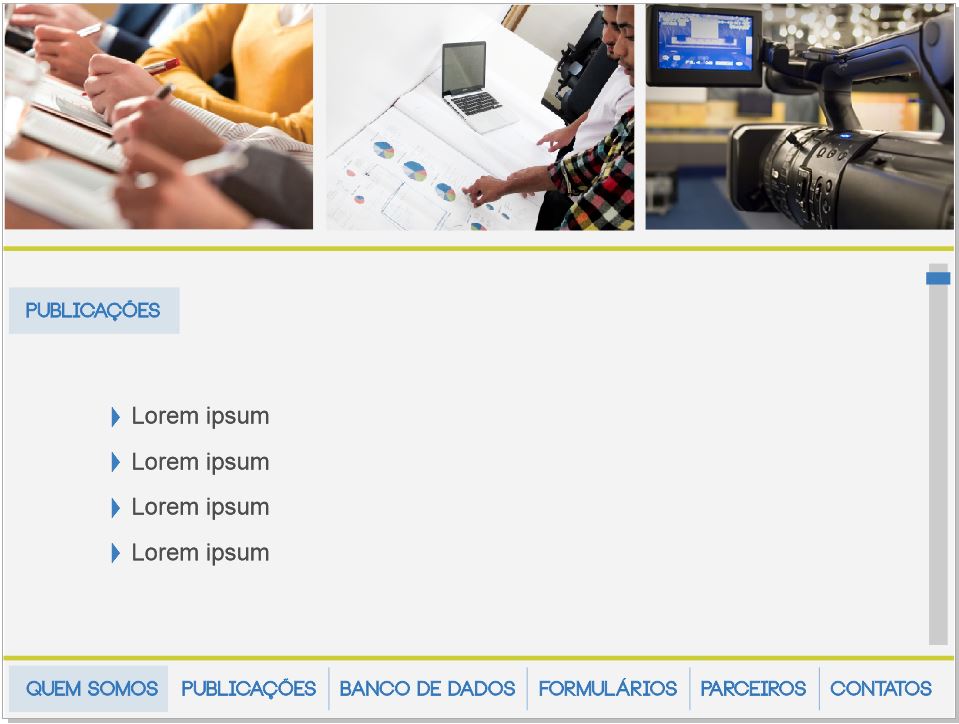 PUBLICAÇÕES
Lorem ipsum
Lorem ipsum
Lorem ipsum
Lorem ipsum
QUEM SOMOS PUBLICAÇÕES BANCO DE DADOS FORMULÁRIOS PARCEIROS CONTATOS